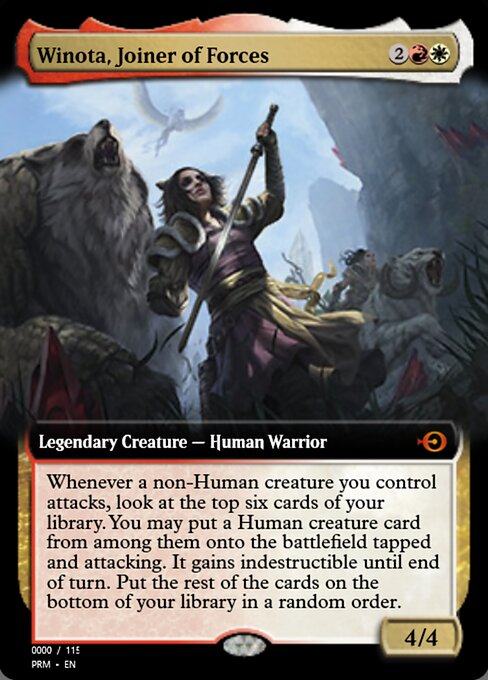 Winota, Joiner of Forces 2
Legendary Creature — Human Warrior
Whenever a non-Human creature you control
attacks, look at the top six cards of your
library. You may put a Human creature card
from among them onto the battlefield tapped
and attacking. It gains indestructible until end
of turn. Put the rest of the cards on the
bottom of your library in a random order.
4/4
0000 / 115
PRM - EN